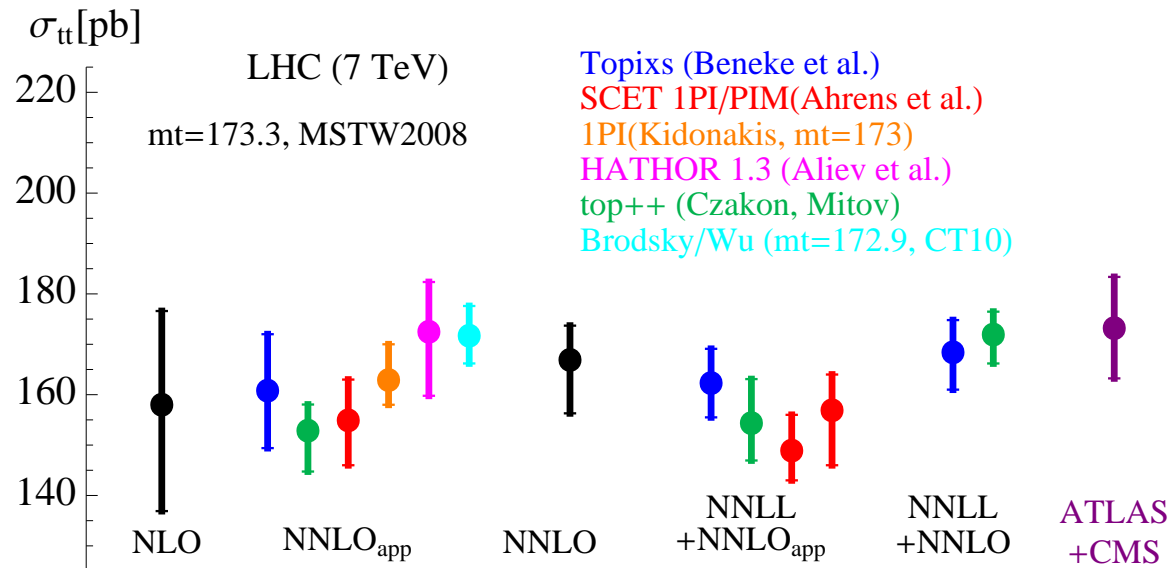 σtt[pb]
LHC (7 TeV)
mt=173.3, MSTW2008
Topixs (Beneke et al.)
SCET 1PI/PIM(Ahrens et al.)
1PI(Kidonakis, mt=173)
HATHOR 1.3 (Aliev et al.)
top++ (Czakon, Mitov)
Brodsky/Wu (mt=172.9, CT10)
220
200
180
160
140
NLO
NNLOapp
NNLO
NNLL
+NNLOapp
NNLL
+NNLO
ATLAS
+CMS